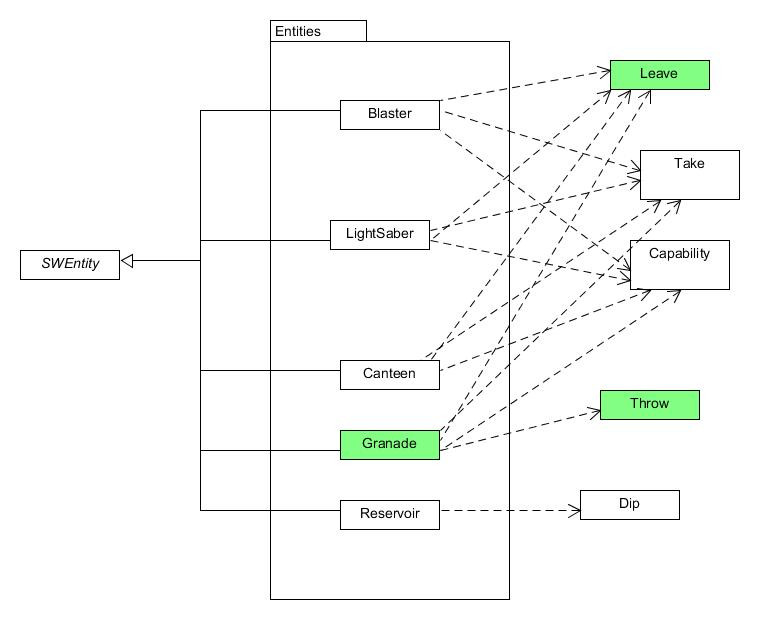 Entities
Leave
Blaster
Take
LightSaber
Capability
SWEntity
Canteen
Throw
Granade
Reservoir
Dip